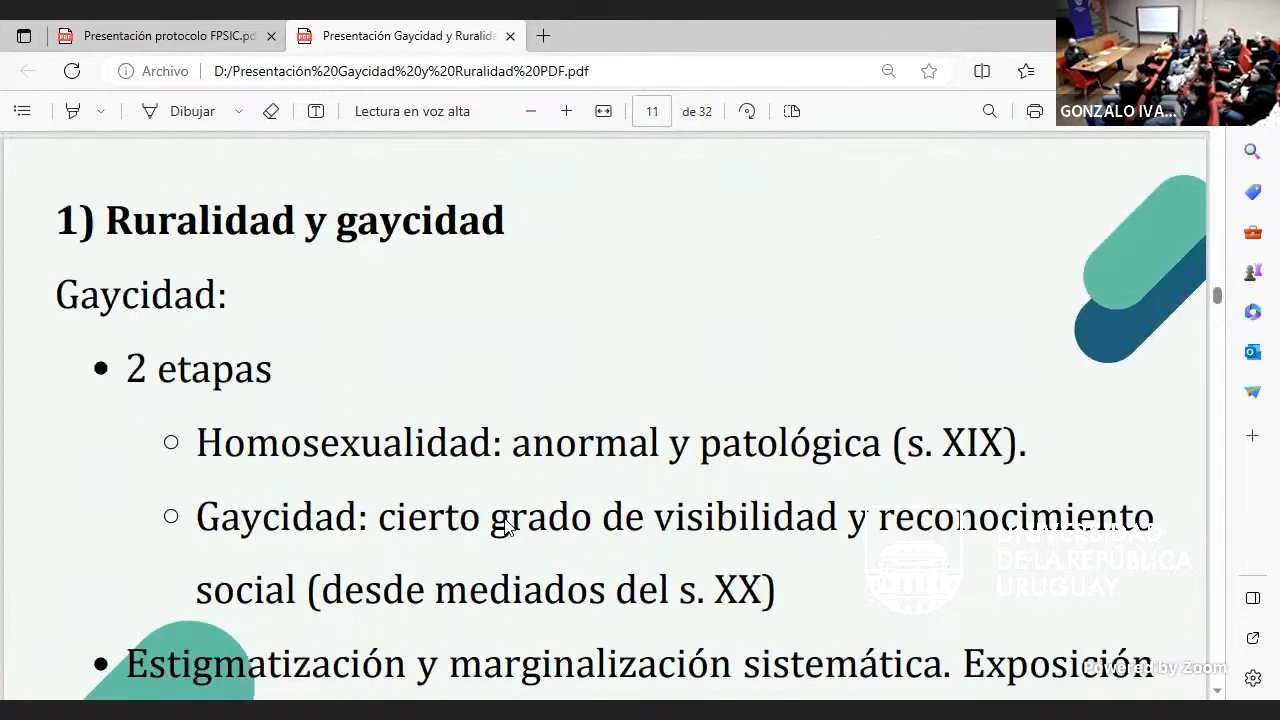 Presentación protocolo FPSIC.pd
Presentación Gaycidad y Ruralida
Archivo
D:/Presentación%20Gaycidad%20y%20Ruralidad%20PDF.pdf
GONZALO IVA...
Dibujar
Lectura en voz alta
11
de 32
1) Ruralidad y gaycidad
Gaycidad:
• 2 etapas
○ Homosexualidad: anormal y patológica (s. XIX).
○ Gaycidad: cierto grado de visibilidad y reconocimiento
social (desde mediados del s. XX)
UNIVERSIDAD
DE LA REPÚBLICA
URUGUAY
• Estigmatización y marginalización sistemática. Exposición
Powered by Zoom